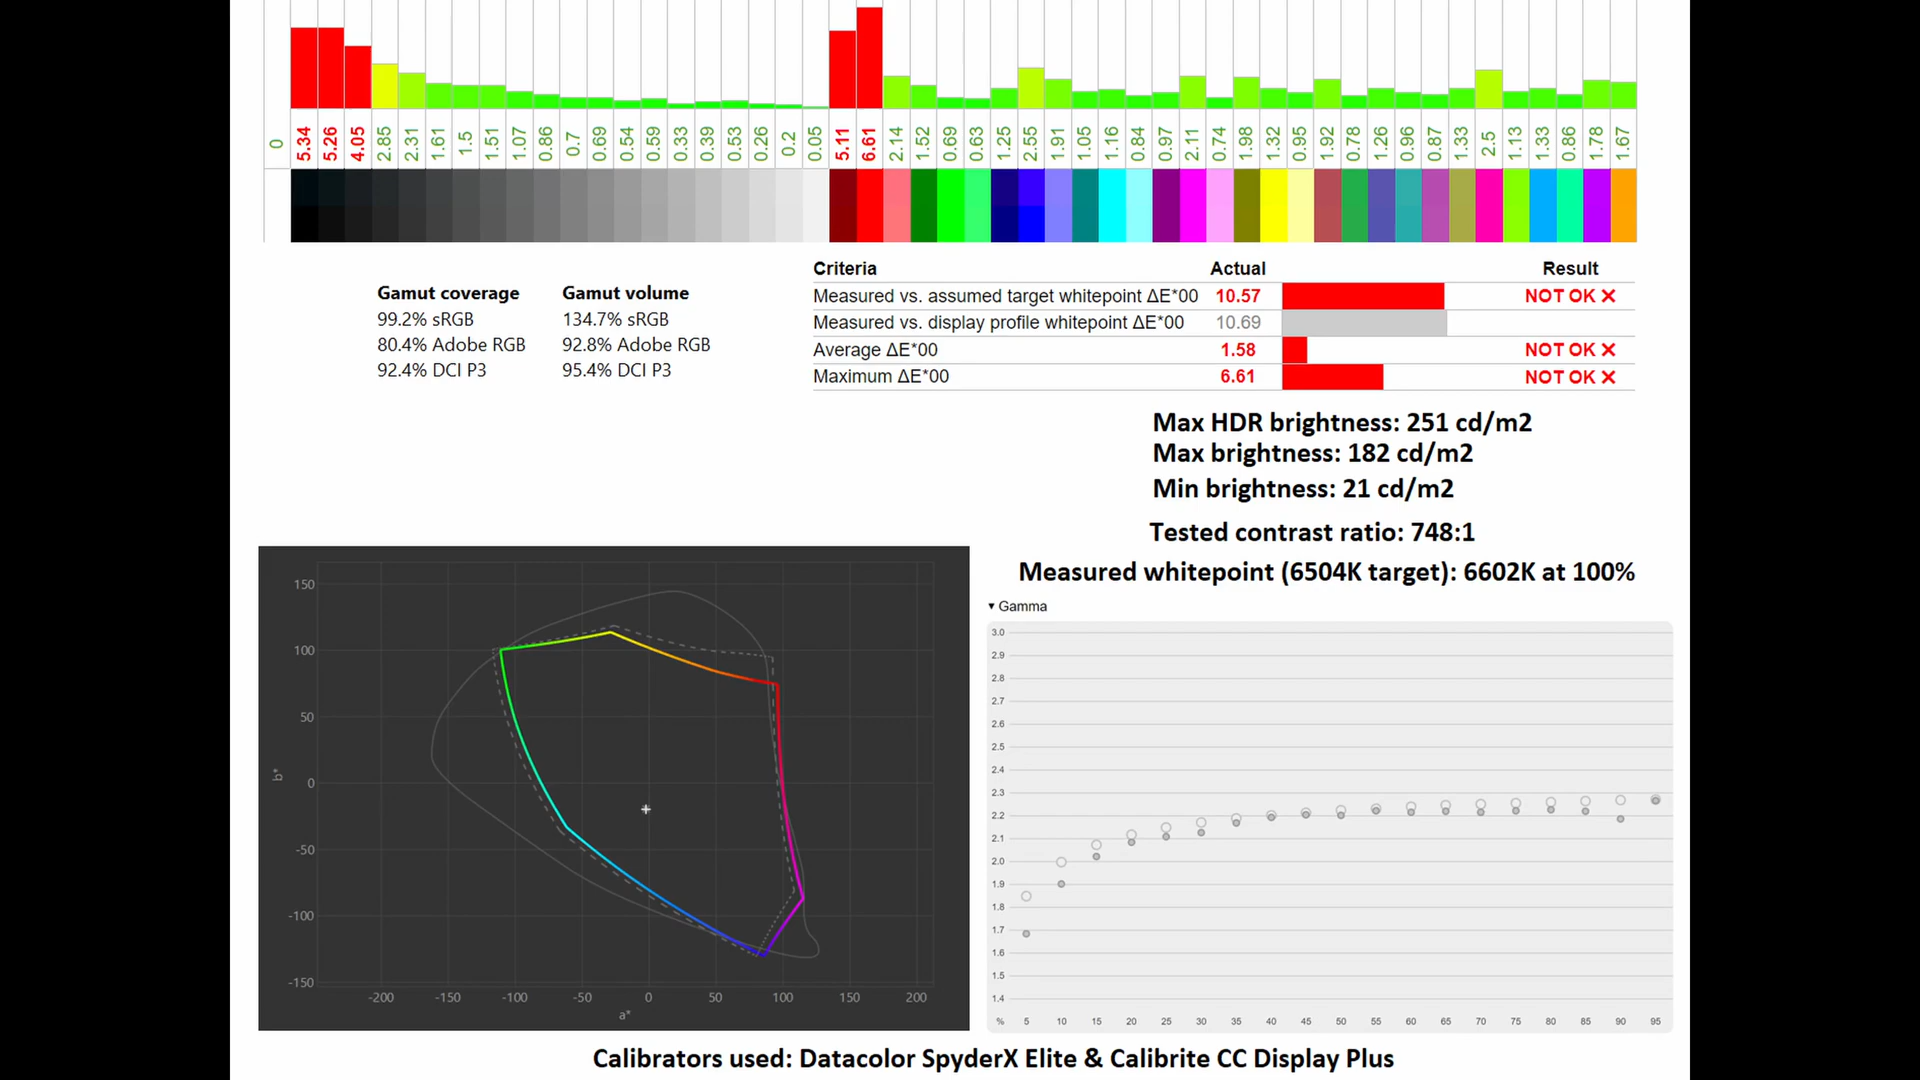 0 5.34 5.26 4.05 2.85 2.31 1.61 1.5 1.51 1.07 0.86 0.7 0.69 0.54 0.59 0.33 0.39 0.53 0.26 0.2 0.05 5.11 6.61 2.14 1.52 0.69 0.63 1.25 2.55 1.91 1.05 1.16 0.84 0.97 2.11 0.74 1.98 1.32 0.95 1.92 0.78 1.26 0.96 0.87 1.33 2.5 1.13 1.33 0.86 1.78 1.67
Gamut coverage
99.2% sRGB
80.4% Adobe RGB
92.4% DCI P3
Gamut volume
134.7% sRGB
92.8% Adobe RGB
95.4% DCI P3
Criteria Actual Result
Measured vs. assumed target whitepoint ΔE*00 10.57 NOT OK ✕
Measured vs. display profile whitepoint ΔE*00 10.69
Average ΔE*00 1.58 NOT OK ✕
Maximum ΔE*00 6.61 NOT OK ✕
Max HDR brightness: 251 cd/m2
Max brightness: 182 cd/m2
Min brightness: 21 cd/m2
Tested contrast ratio: 748:1
Measured whitepoint (6504K target): 6602K at 100%
150
100
50
0
-50
-100
-150
b*
-200 -150 -100 -50 0 50 100 150 200
a*
▾ Gamma
3.0
2.9
2.8
2.7
2.6
2.5
2.4
2.3
2.2
2.1
2.0
1.9
1.8
1.7
1.6
1.5
1.4
% 5 10 15 20 25 30 35 40 45 50 55 60 65 70 75 80 85 90 95
Calibrators used: Datacolor SpyderX Elite & Calibrite CC Display Plus